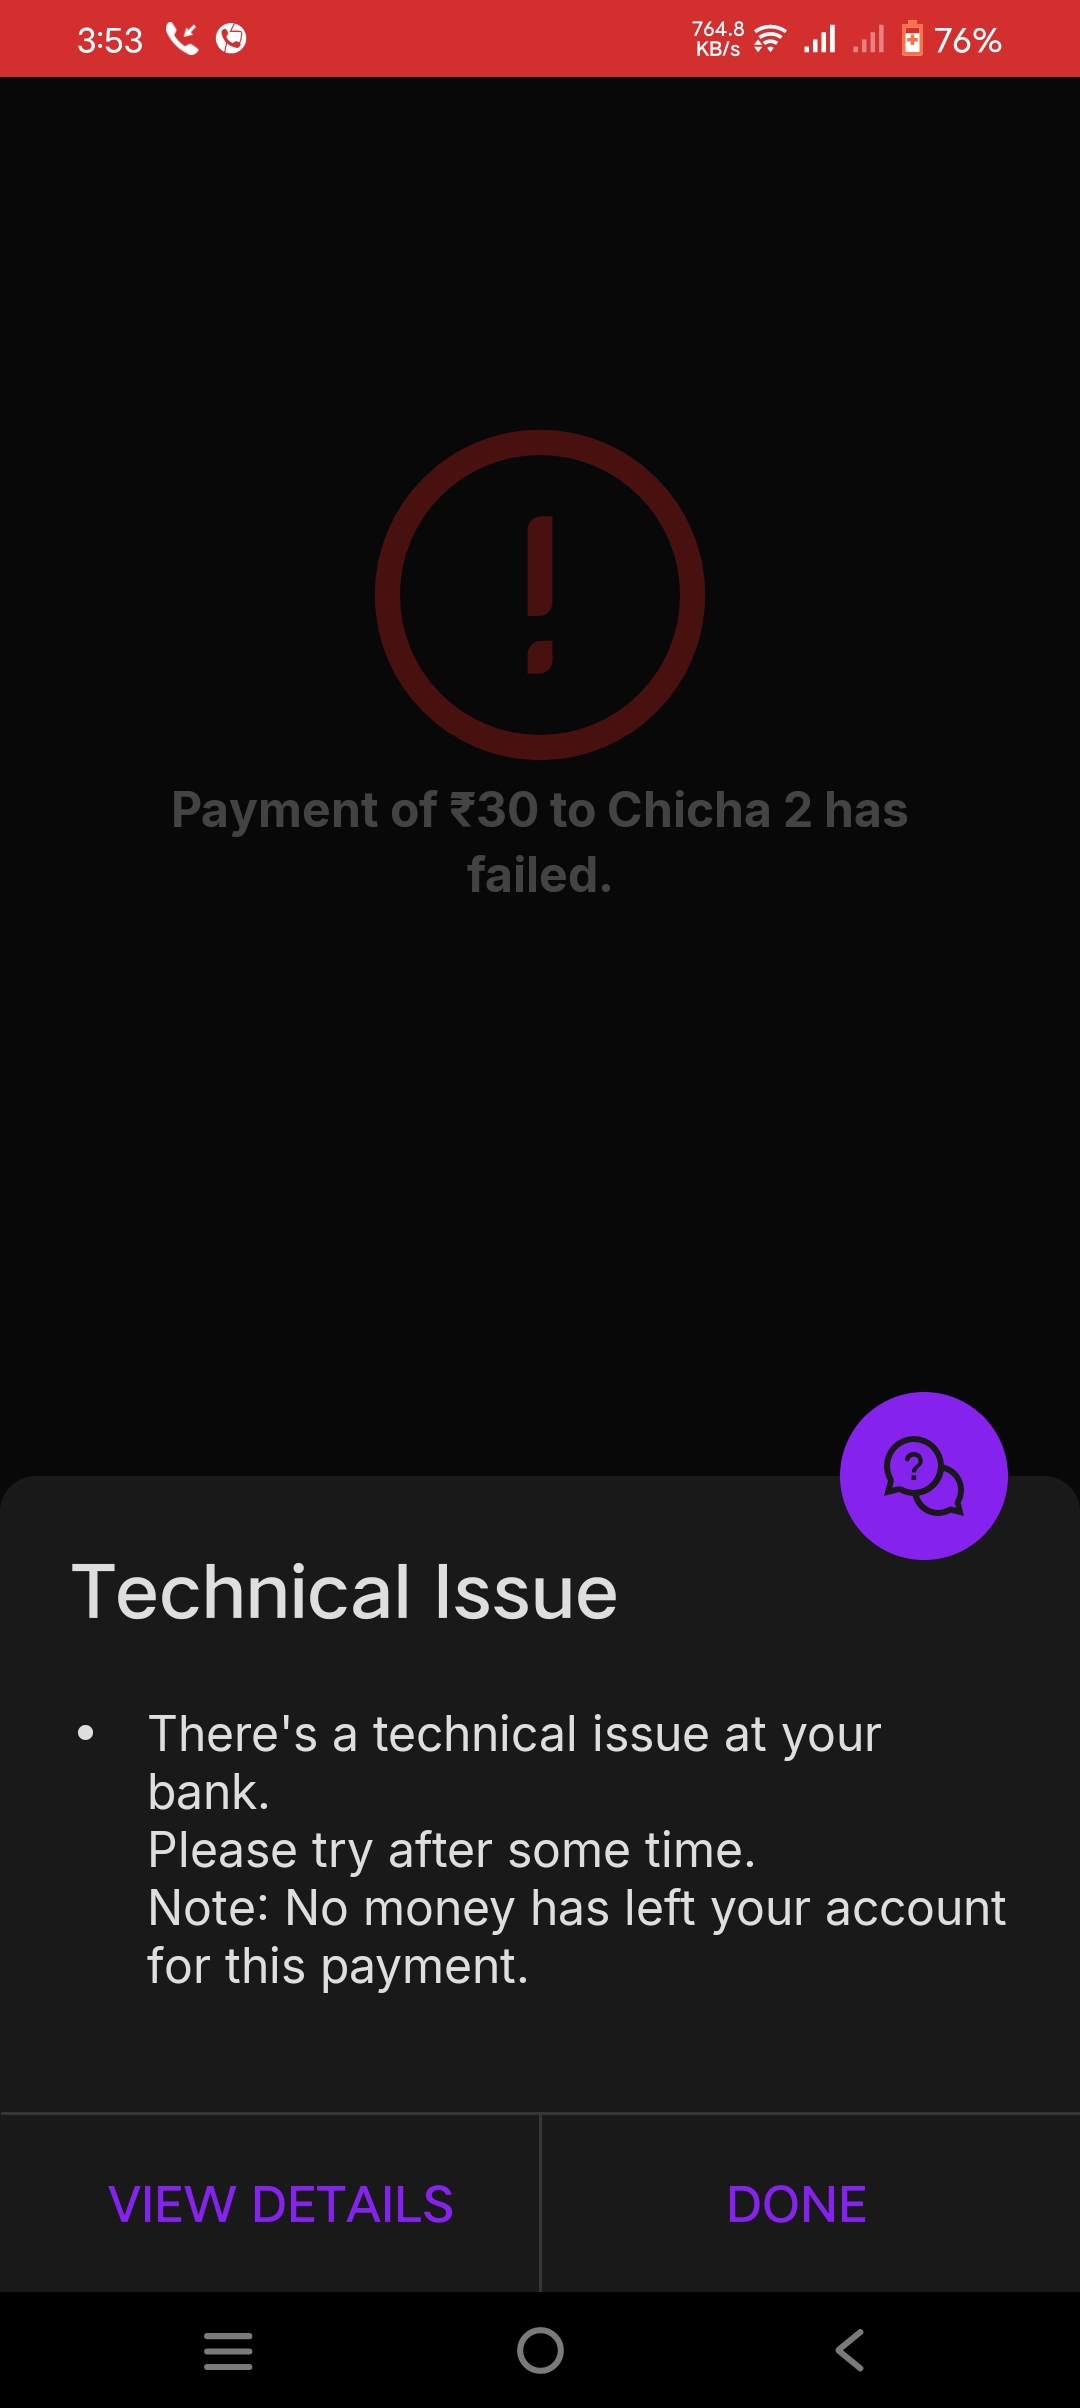 3:53
764.8
KB/s
76%
Payment of ₹30 to Chicha 2 has
failed.
?
Technical Issue
• There's a technical issue at your
bank.
Please try after some time.
Note: No money has left your account
for this payment.
VIEW DETAILS
DONE